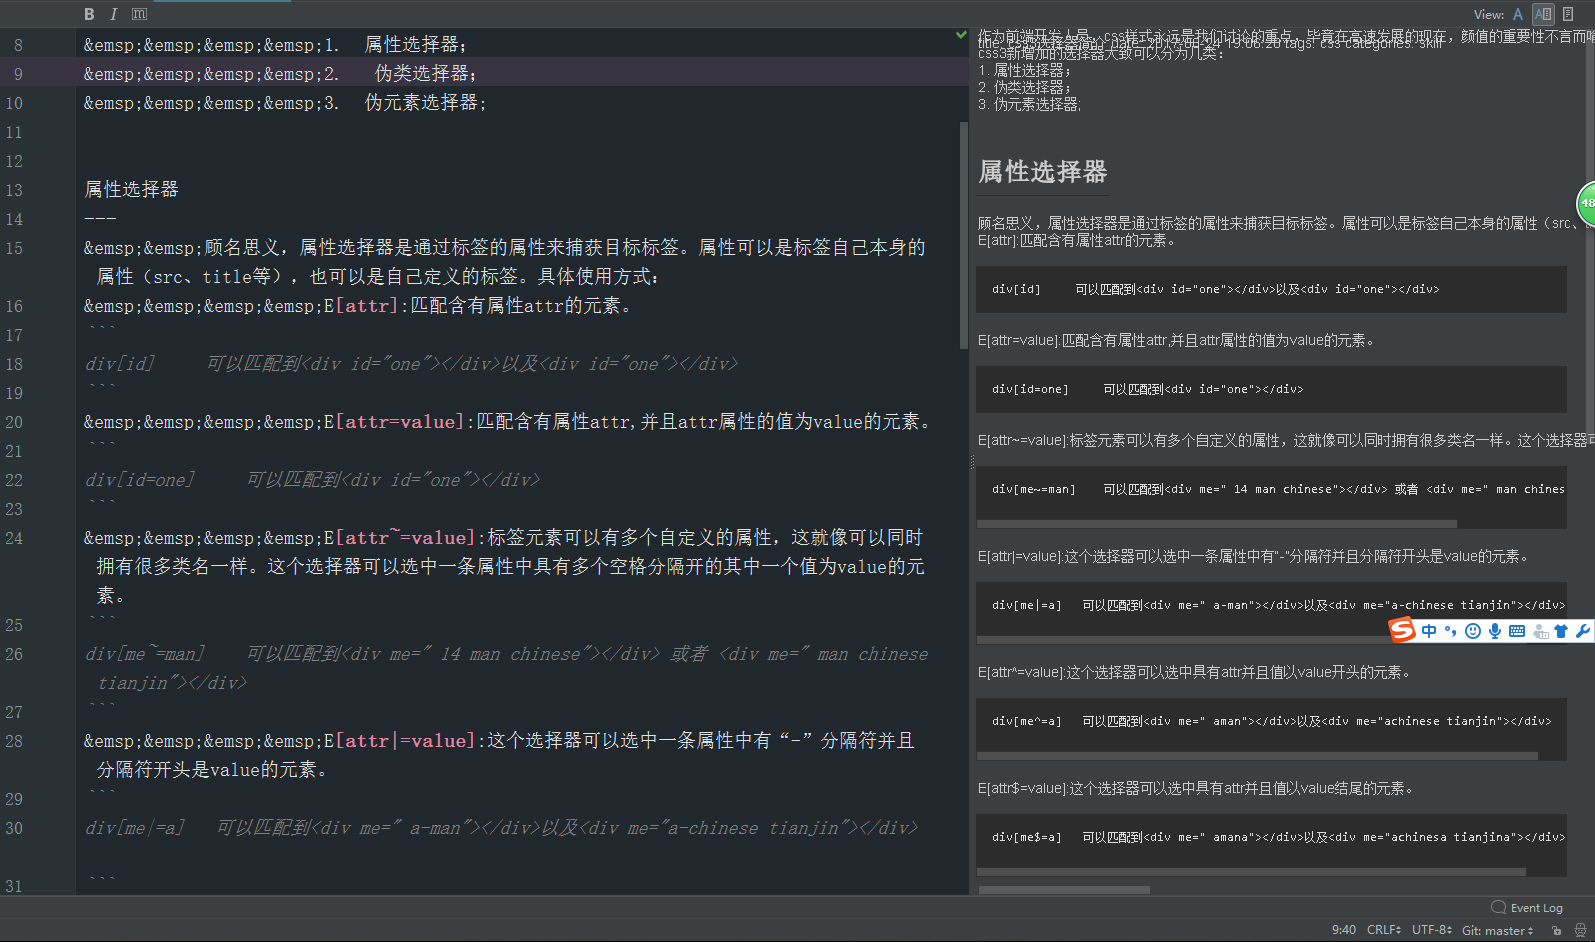 B I m
View: A A
8 &emsp;&emsp;&emsp;&emsp;1. 属性选择器；
9 &emsp;&emsp;&emsp;&emsp;2. 伪类选择器；
10 &emsp;&emsp;&emsp;&emsp;3. 伪元素选择器；
11
12
13 属性选择器
14 ---
15 &emsp;&emsp;顾名思义，属性选择器是通过标签的属性来捕获目标标签。属性可以是标签自己本身的
属性（src、title等），也可以是自己定义的标签。具体使用方式：
16 &emsp;&emsp;&emsp;&emsp;E[attr]:匹配含有属性attr的元素。
17 ```
18 div[id] 可以匹配到<div id="one"></div>以及<div id="one"></div>
19 ```
20 &emsp;&emsp;&emsp;&emsp;E[attr=value]:匹配含有属性attr,并且attr属性的值为value的元素。
21 ```
22 div[id=one] 可以匹配到<div id="one"></div>
23 ```
24 &emsp;&emsp;&emsp;&emsp;E[attr~=value]:标签元素可以有多个自定义的属性，这就像可以同时
拥有很多类名一样。这个选择器可以选中一条属性中具有多个空格分隔开的其中一个值为value的元
素。
25 ```
26 div[me~=man] 可以匹配到<div me=" 14 man chinese"></div> 或者 <div me=" man chinese
tianjin"></div>
27 ```
28 &emsp;&emsp;&emsp;&emsp;E[attr|=value]:这个选择器可以选中一条属性中有“-”分隔符并且
分隔符开头是value的元素。
29 ```
30 div[me|=a] 可以匹配到<div me=" a-man"></div>以及<div me="a-chinese tianjin"></div>
31 ```
作为前端开发人员，css样式永远是我们讨论的重点，毕竟在高速发展的现在，颜值的重要性不言而喻
css3新增加的选择器大致可以分为几类：
1. 属性选择器；
2. 伪类选择器；
3. 伪元素选择器;
属性选择器
顾名思义，属性选择器是通过标签的属性来捕获目标标签。属性可以是标签自己本身的属性（src、
E[attr]:匹配含有属性attr的元素。
div[id] 可以匹配到<div id="one"></div>以及<div id="one"></div>
E[attr=value]:匹配含有属性attr,并且attr属性的值为value的元素。
div[id=one] 可以匹配到<div id="one"></div>
E[attr~=value]:标签元素可以有多个自定义的属性，这就像可以同时拥有很多类名一样。这个选择器可
div[me~=man] 可以匹配到<div me=" 14 man chinese"></div> 或者 <div me=" man chines
E[attr|=value]:这个选择器可以选中一条属性中有"-"分隔符并且分隔符开头是value的元素。
div[me|=a] 可以匹配到<div me=" a-man"></div>以及<div me="a-chinese tianjin"></div>
E[attr^=value]:这个选择器可以选中具有attr并且值以value开头的元素。
div[me^=a] 可以匹配到<div me=" aman"></div>以及<div me="achinese tianjin"></div>
E[attr$=value]:这个选择器可以选中具有attr并且值以value结尾的元素。
div[me$=a] 可以匹配到<div me=" amana"></div>以及<div me="achinesa tianjina"></div>
48
S 中
Event Log
9:40 CRLF UTF-8 Git: master